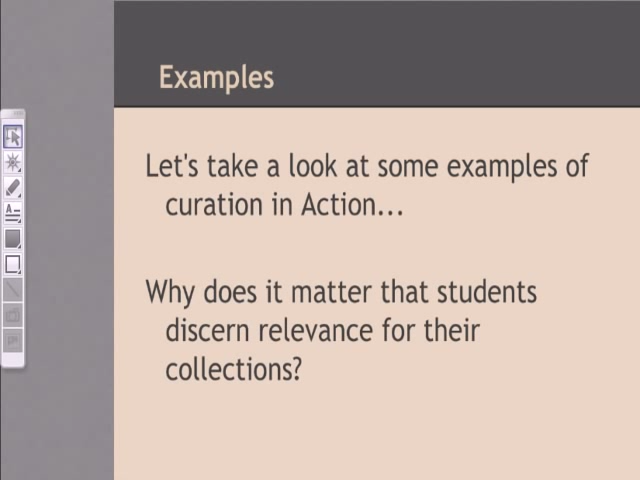 Examples
Let's take a look at some examples of
curation in Action...
Why does it matter that students
discern relevance for their
collections?